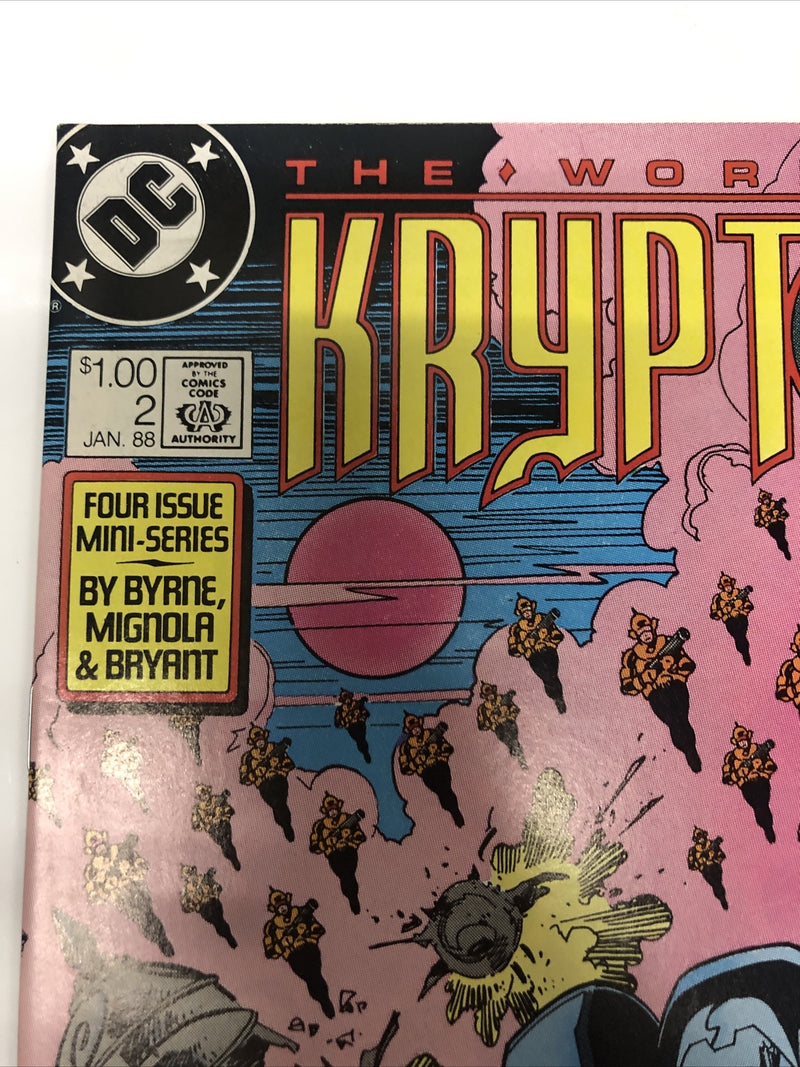 DC
®
THE WOR
KRYPT
$1.00
2
JAN. 88
APPROVED
BY THE
COMICS
CODE
CA
AUTHORITY
FOUR ISSUE
MINI-SERIES
BY BYRNE,
MIGNOLA
& BRYANT